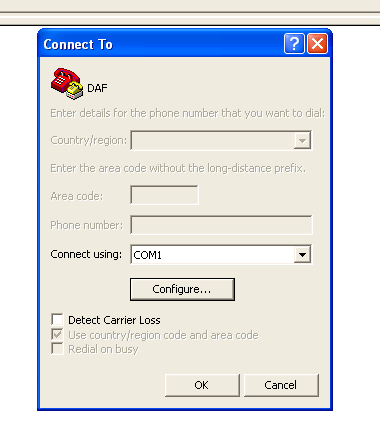 Connect To
DAF
Enter details for the phone number that you want to dial:
Country/region:
Enter the area code without the long-distance prefix.
Area code:
Phone number:
Connect using: COM1
Configure...
Detect Carrier Loss
Use country/region code and area code
Redial on busy
OK Cancel